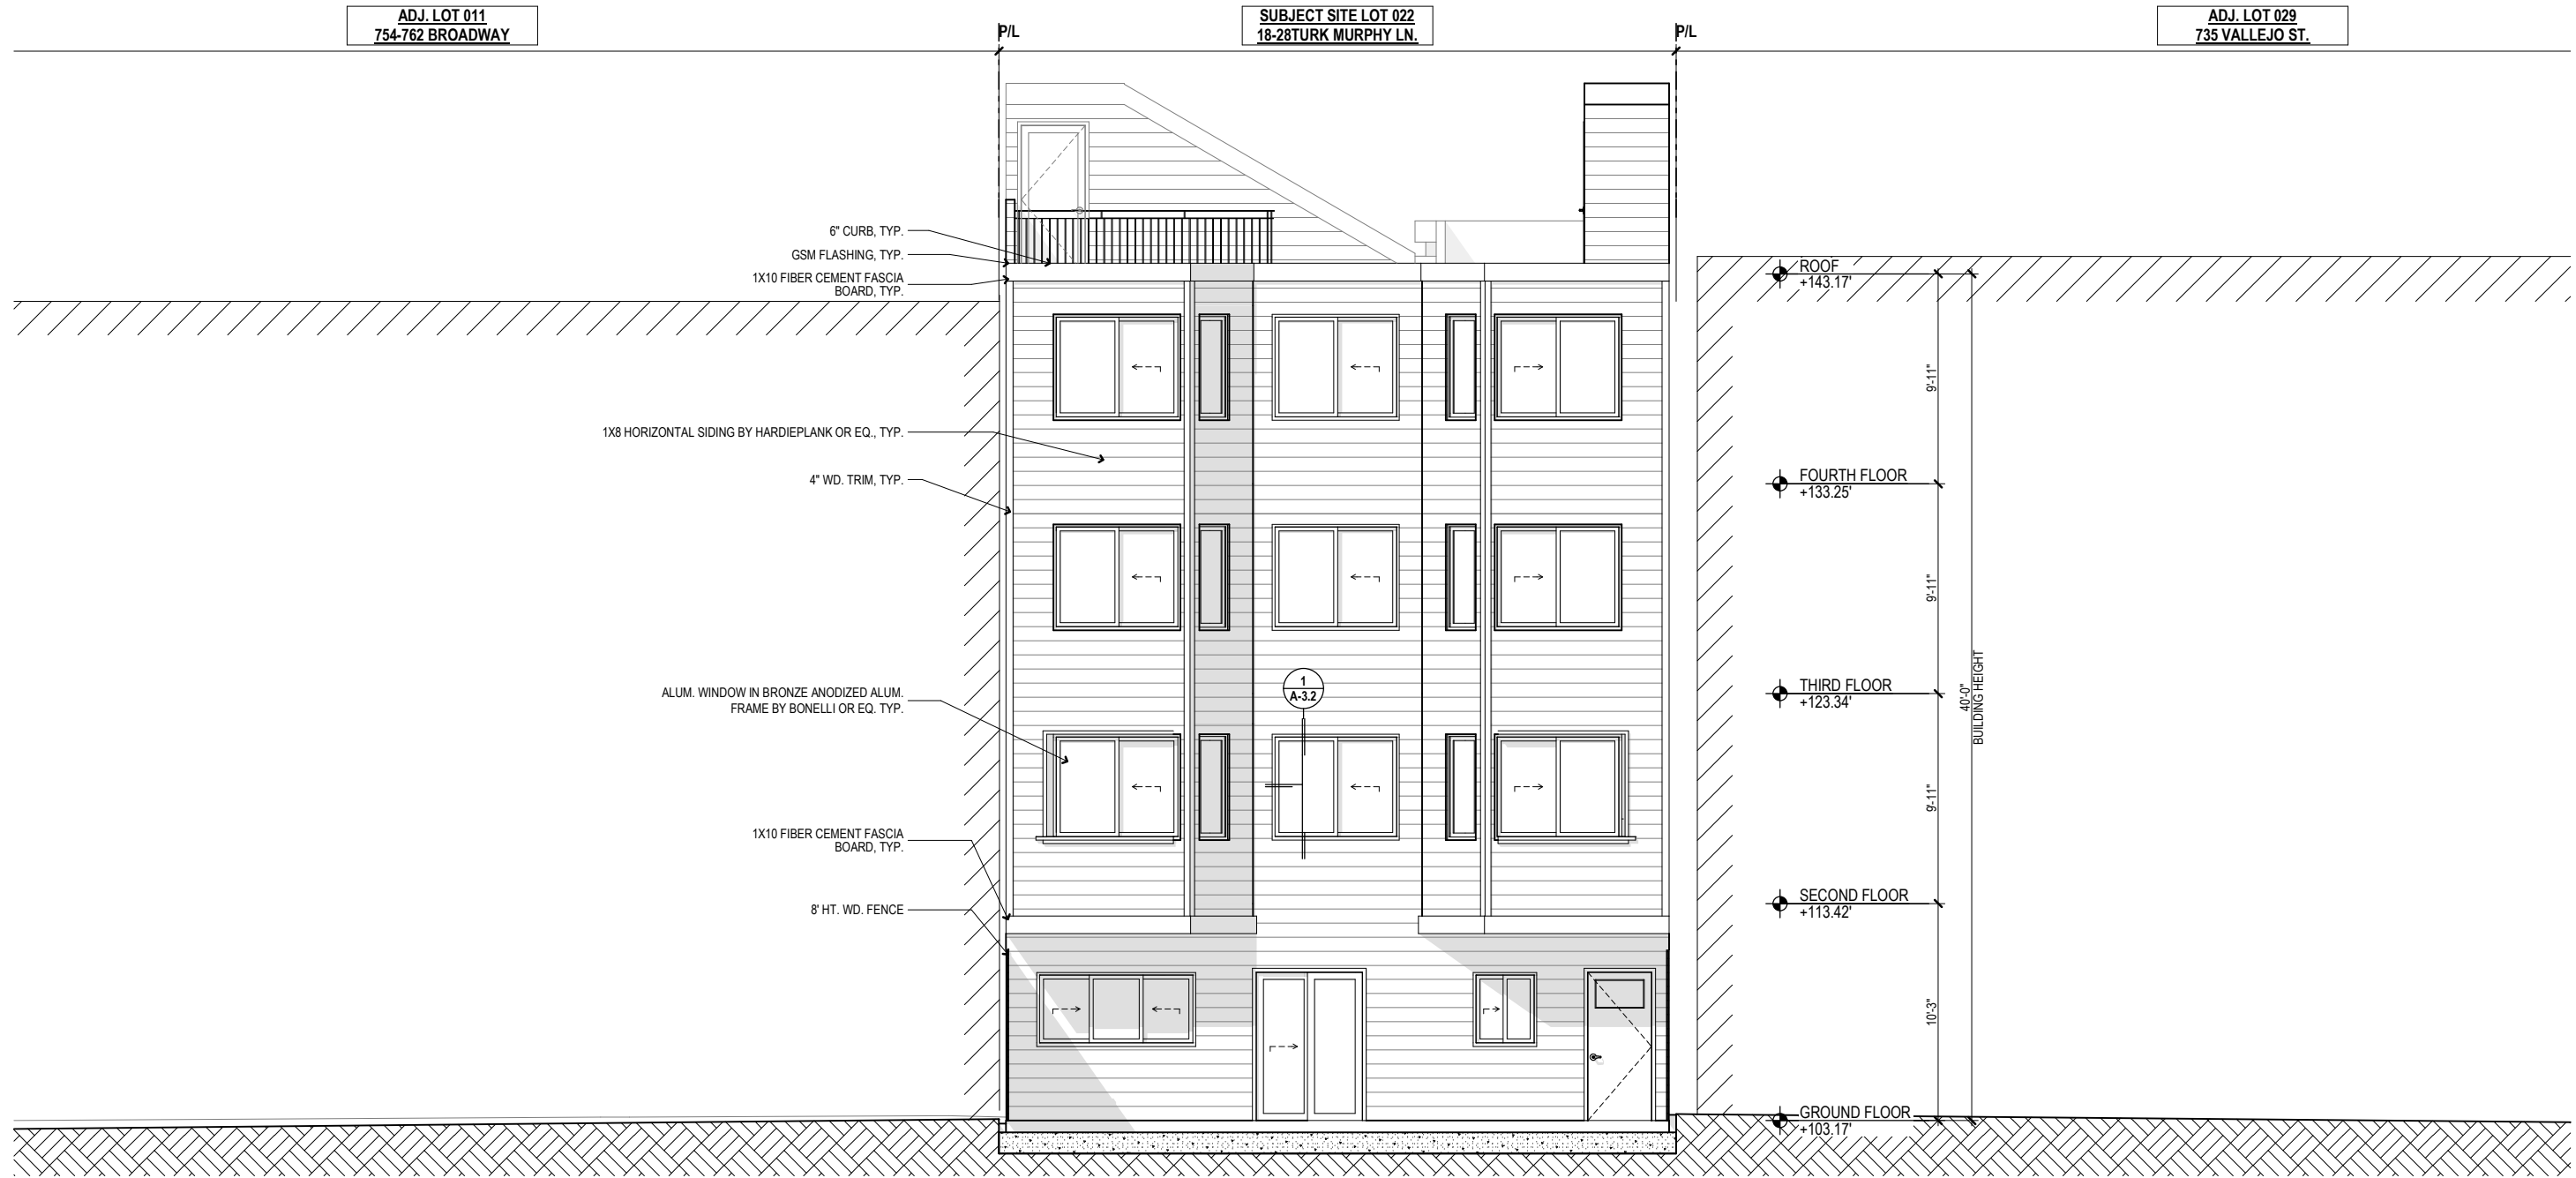 ADJ. LOT 011
754-762 BROADWAY
SUBJECT SITE LOT 022
18-28TURK MURPHY LN.
ADJ. LOT 029
735 VALLEJO ST.
P/L
P/L
6" CURB, TYP.
GSM FLASHING, TYP.
1X10 FIBER CEMENT FASCIA
BOARD, TYP.
1X8 HORIZONTAL SIDING BY HARDIEPLANK OR EQ., TYP.
4" WD. TRIM, TYP.
ALUM. WINDOW IN BRONZE ANODIZED ALUM.
FRAME BY BONELLI OR EQ. TYP.
1X10 FIBER CEMENT FASCIA
BOARD, TYP.
8' HT. WD. FENCE
1
A-3.2
ROOF
+143.17'
9'-11"
FOURTH FLOOR
+133.25'
9'-11"
THIRD FLOOR
+123.34'
40'-0"
BUILDING HEIGHT
9'-11"
SECOND FLOOR
+113.42'
10'-3"
GROUND FLOOR
+103.17'